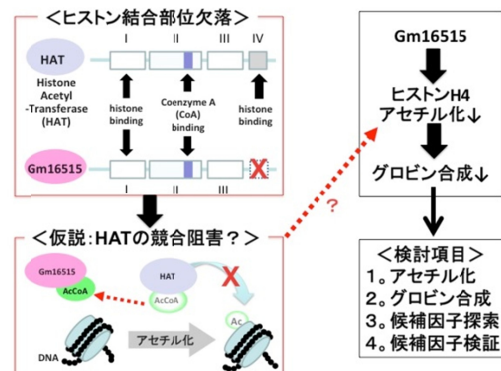 ＜ヒストン結合部位欠落＞
I II III IV
HAT
Histone
Acetyl
-Transferase
(HAT)
histone
binding
Coenzyme A
(CoA)
binding
histone
binding
Gm16515
X
I II III
＜仮説：HATの競合阻害？＞
Gm16515
AcCoA
HAT
AcCoA
X
Ac
DNA
アセチル化
?
Gm16515
ヒストンH4
アセチル化↓
グロビン合成↓
＜検討項目＞
1。アセチル化
2。グロビン合成
3。候補因子探索
4。候補因子検証